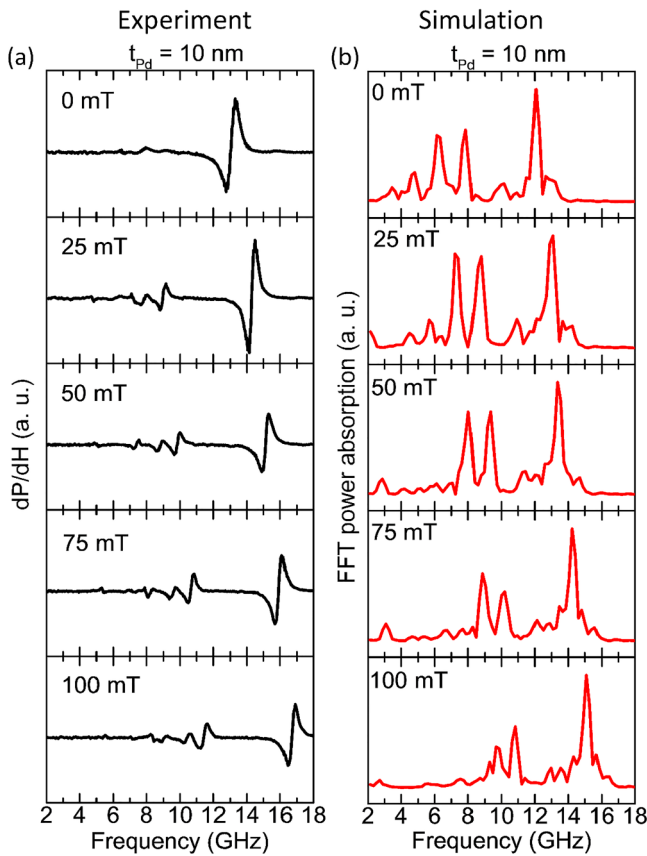 Experiment
Simulation
(a)
t_Pd = 10 nm
(b)
t_Pd = 10 nm
0 mT
25 mT
50 mT
75 mT
100 mT
dP/dH (a. u.)
2 4 6 8 10 12 14 16 18
Frequency (GHz)
0 mT
25 mT
50 mT
75 mT
100 mT
FFT power absorption (a. u.)
2 4 6 8 10 12 14 16 18
Frequency (GHz)